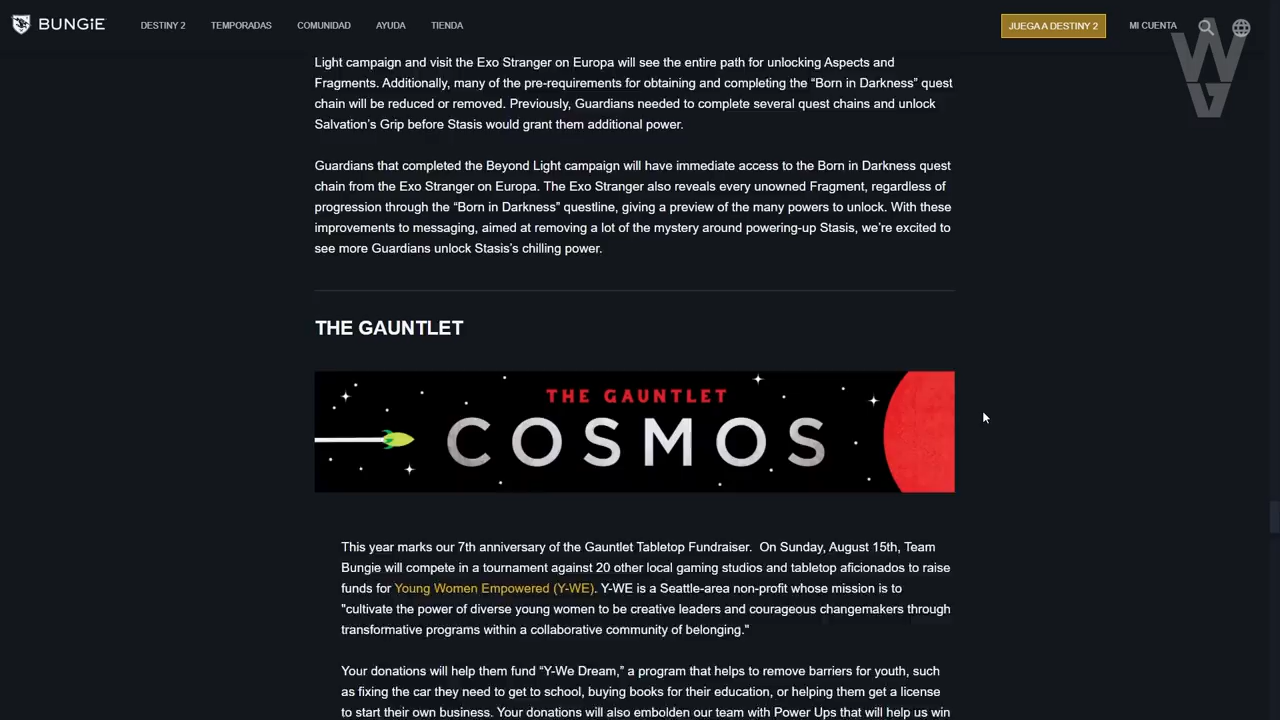 BUNGiE DESTINY 2 TEMPORADAS COMUNIDAD AYUDA TIENDA JUEGA A DESTINY 2 MI CUENTA
Light campaign and visit the Exo Stranger on Europa will see the entire path for unlocking Aspects and
Fragments. Additionally, many of the pre-requirements for obtaining and completing the “Born in Darkness” quest
chain will be reduced or removed. Previously, Guardians needed to complete several quest chains and unlock
Salvation’s Grip before Stasis would grant them additional power.
Guardians that completed the Beyond Light campaign will have immediate access to the Born in Darkness quest
chain from the Exo Stranger on Europa. The Exo Stranger also reveals every unowned Fragment, regardless of
progression through the “Born in Darkness” questline, giving a preview of the many powers to unlock. With these
improvements to messaging, aimed at removing a lot of the mystery around powering-up Stasis, we’re excited to
see more Guardians unlock Stasis’s chilling power.
THE GAUNTLET
THE GAUNTLET
COSMOS
This year marks our 7th anniversary of the Gauntlet Tabletop Fundraiser.  On Sunday, August 15th, Team
Bungie will compete in a tournament against 20 other local gaming studios and tabletop aficionados to raise
funds for Young Women Empowered (Y-WE). Y-WE is a Seattle-area non-profit whose mission is to
"cultivate the power of diverse young women to be creative leaders and courageous changemakers through
transformative programs within a collaborative community of belonging."
Your donations will help them fund “Y-We Dream,” a program that helps to remove barriers for youth, such
as fixing the car they need to get to school, buying books for their education, or helping them get a license
to start their own business. Your donations will also embolden our team with Power Ups that will help us win